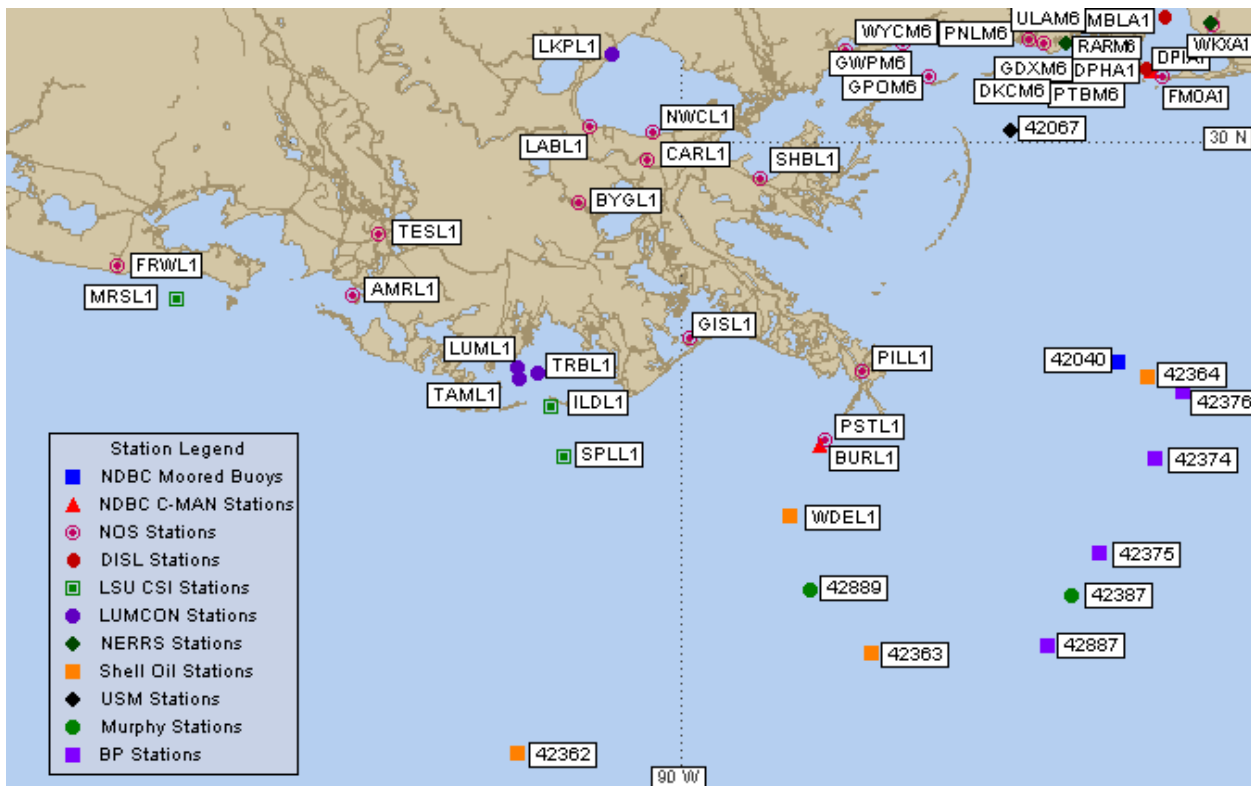 ULAM6
MBLA1
WYCM6
PNLM6
LKPL1
WKXA1
RARM6
GWPM6
GDXM6
DPHA1
GPOM6
DKCM6
PTBM6
FMOA1
42067
NWCL1
30 N
LABL1
CARL1
SHBL1
BYGL1
TESL1
FRWL1
AMRL1
MRSL1
GISL1
LUML1
TRBL1
PILL1
42040
42364
TAML1
ILDL1
42376
PSTL1
SPLL1
BURL1
42374
WDEL1
42375
42889
42387
42363
42887
42362
90 W
Station Legend
NDBC Moored Buoys
NDBC C-MAN Stations
NOS Stations
DISL Stations
LSU CSI Stations
LUMCON Stations
NERRS Stations
Shell Oil Stations
USM Stations
Murphy Stations
BP Stations